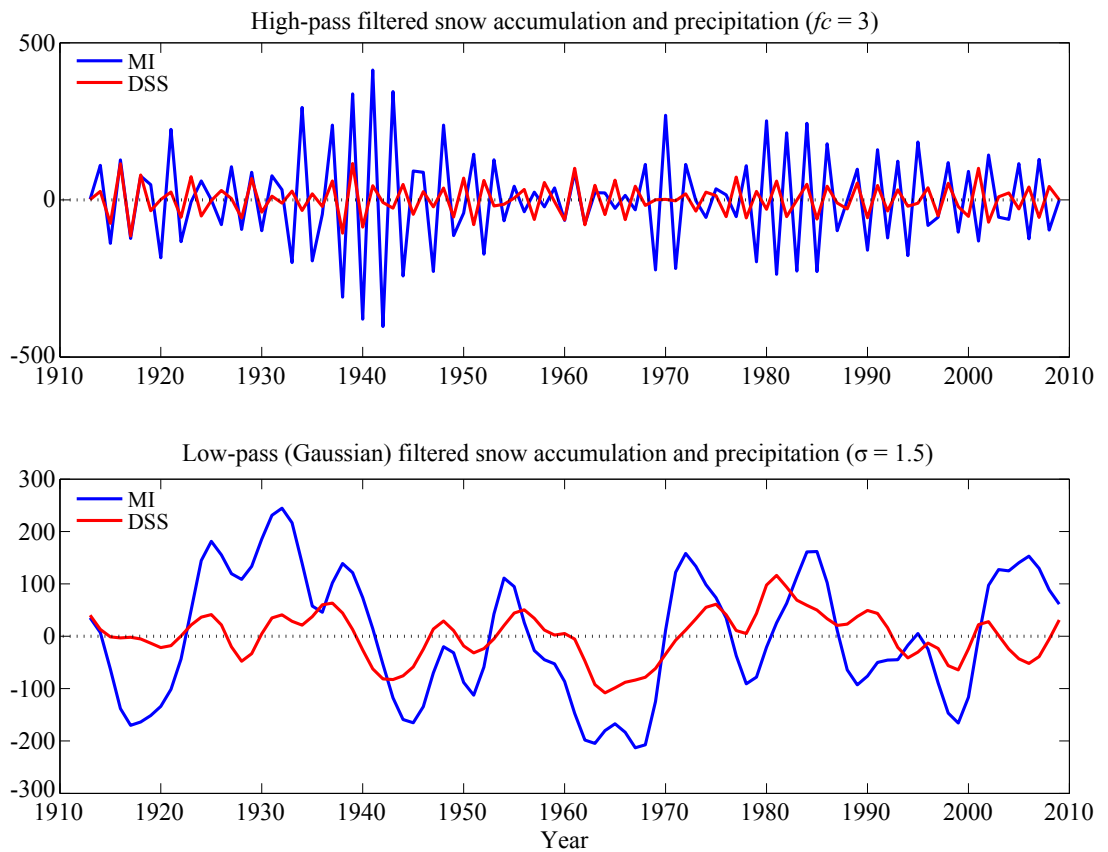 High-pass filtered snow accumulation and precipitation (fc = 3)
500
MI
DSS
0
-500
1910 1920 1930 1940 1950 1960 1970 1980 1990 2000 2010
Low-pass (Gaussian) filtered snow accumulation and precipitation (σ = 1.5)
300
MI
DSS
200
100
0
-100
-200
-300
1910 1920 1930 1940 1950 1960 1970 1980 1990 2000 2010
Year